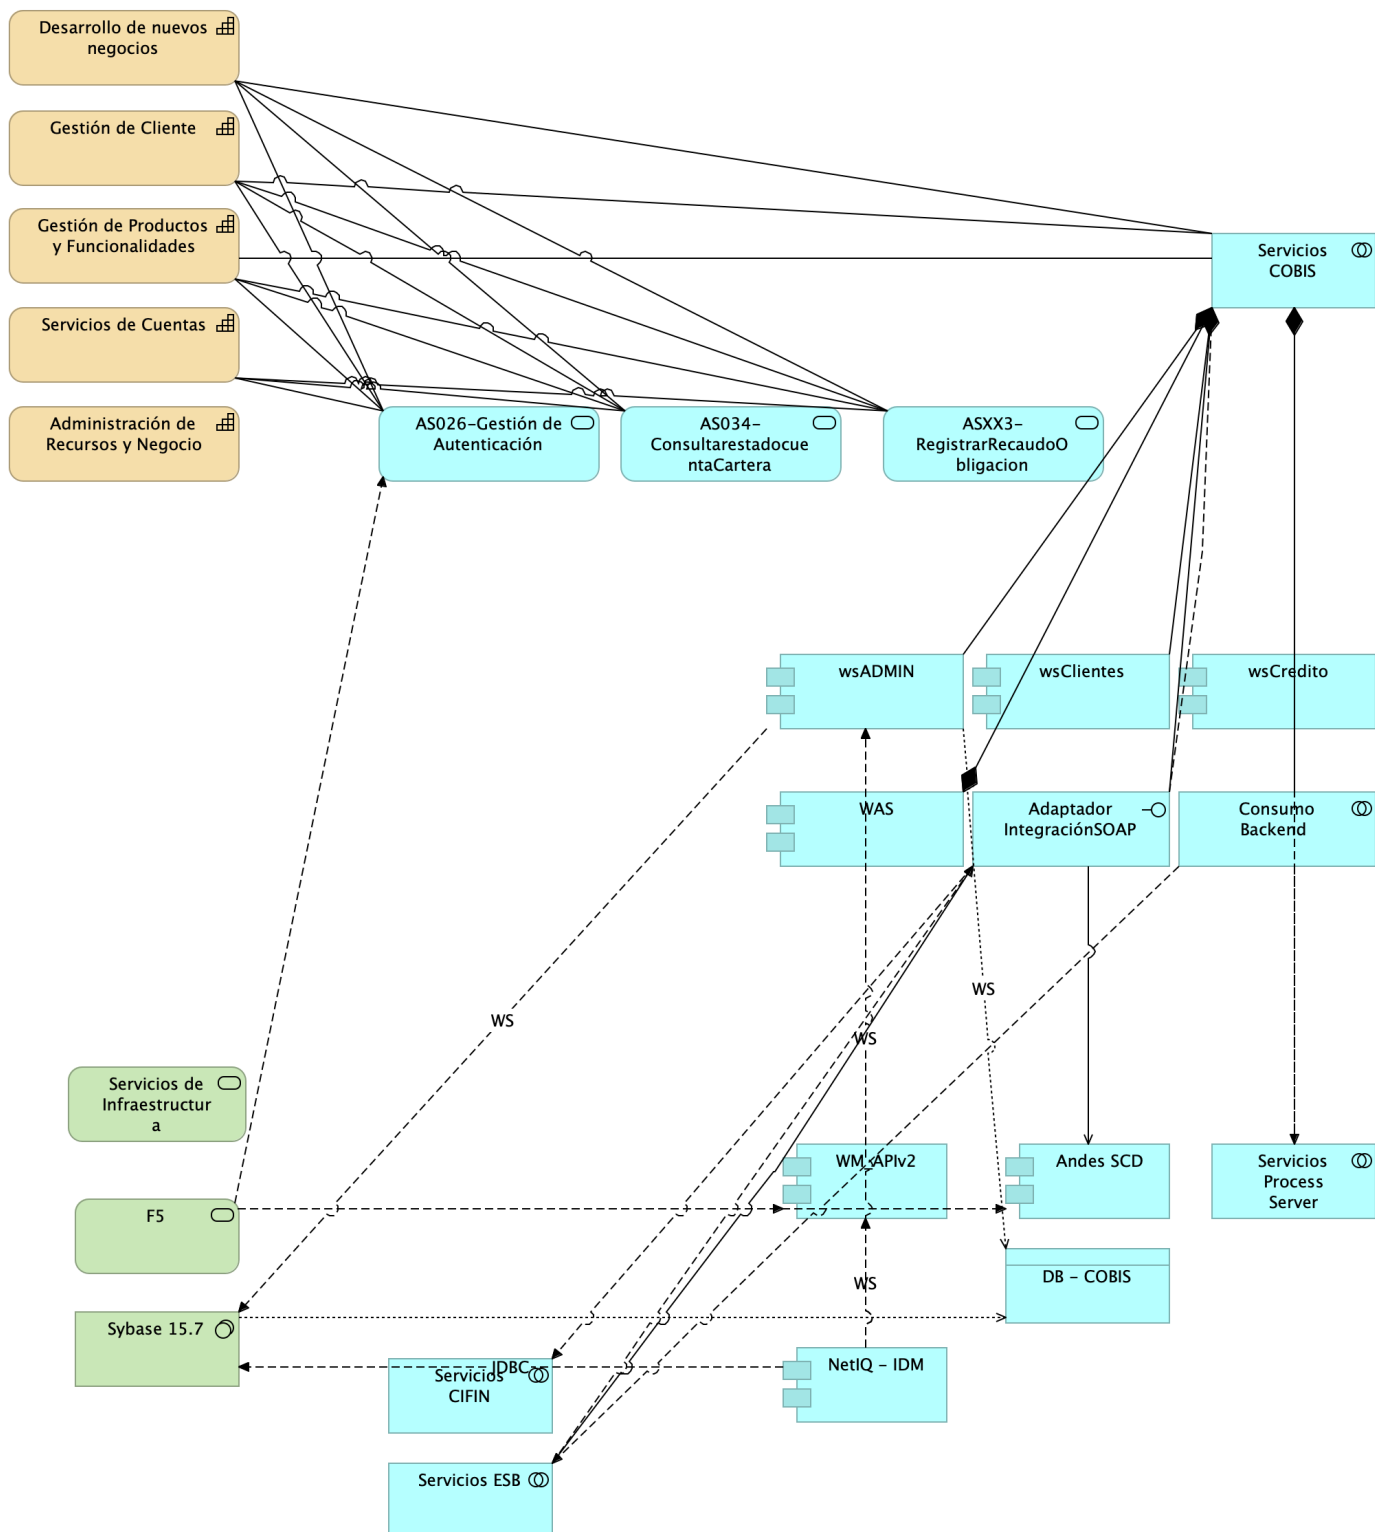 Desarrollo de nuevos
negocios
Gestión de Cliente
Gestión de Productos
y Funcionalidades
Servicios
COBIS
Servicios de Cuentas
Administración de
Recursos y Negocio
AS026-Gestión de
Autenticación
AS034-
Consultarestadocue
ntaCartera
ASXX3-
RegistrarRecaudoO
bligacion
wsADMIN
wsClientes
wsCredito
WAS
Adaptador
IntegraciónSOAP
Consumo
Backend
WS
WS
WS
Servicios de
Infraestructur
a
WM_APIv2
Andes SCD
Servicios
Process
Server
F5
DB - COBIS
WS
Sybase 15.7
JDBC
Servicios
CIFIN
NetIQ - IDM
Servicios ESB